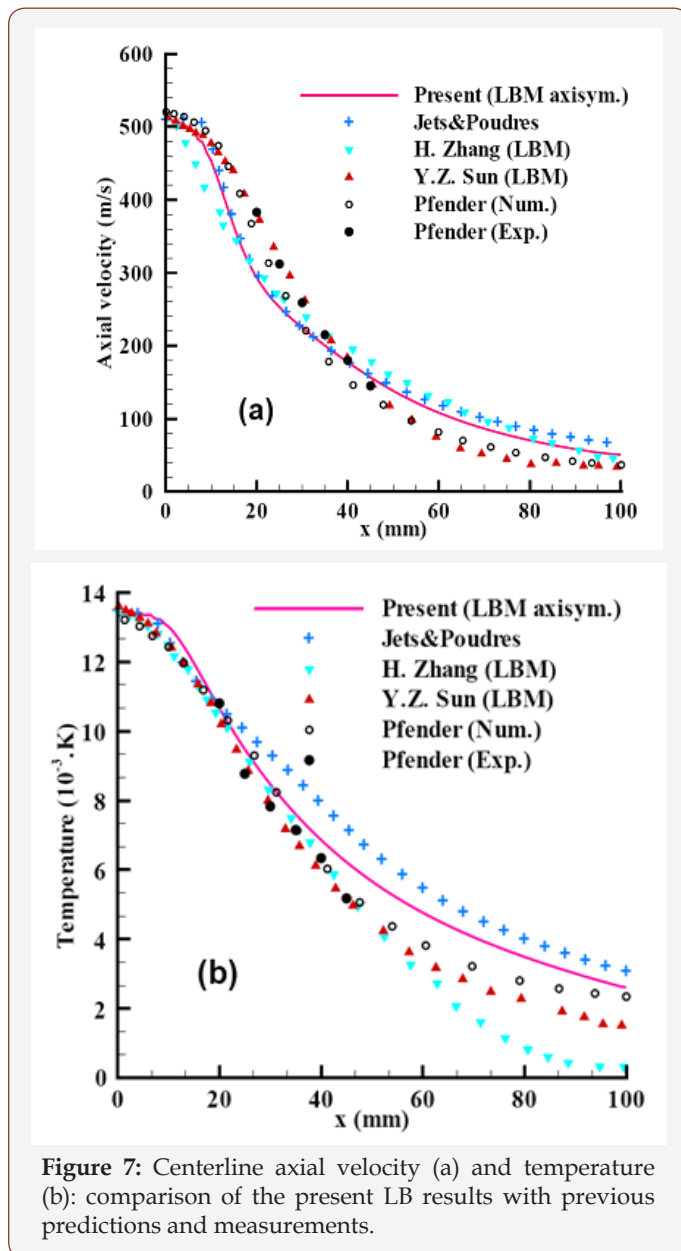 600
500
400
300
200
100
0
Axial velocity (m/s)
Present (LBM axisym.)
Jets&Poudres
H. Zhang (LBM)
Y.Z. Sun (LBM)
Pfender (Num.)
Pfender (Exp.)
(a)
0 20 40 60 80 100
x (mm)
14
12
10
8
6
4
2
0
Temperature (10⁻³.K)
Present (LBM axisym.)
Jets&Poudres
H. Zhang (LBM)
Y.Z. Sun (LBM)
Pfender (Num.)
Pfender (Exp.)
(b)
0 20 40 60 80 100
x (mm)
Figure 7: Centerline axial velocity (a) and temperature
(b): comparison of the present LB results with previous
predictions and measurements.